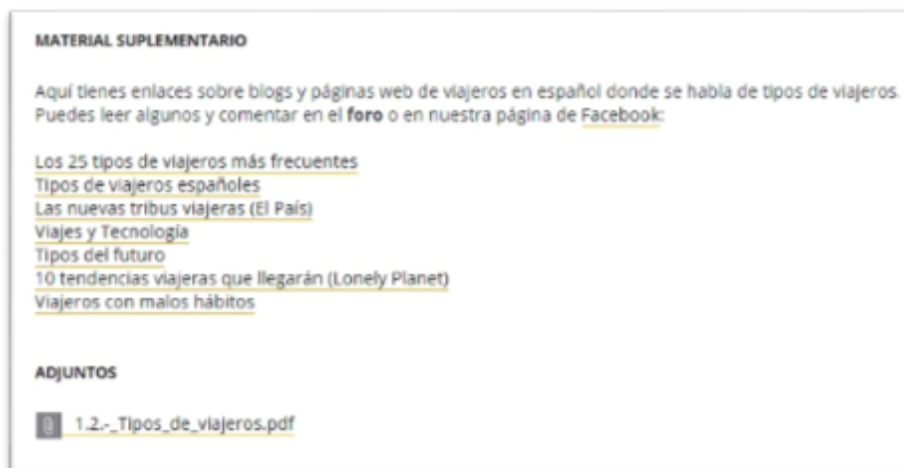 MATERIAL SUPLEMENTARIO
Aquí tienes enlaces sobre blogs y páginas web de viajeros en español donde se habla de tipos de viajeros.
Puedes leer algunos y comentar en el foro o en nuestra página de Facebook:
Los 25 tipos de viajeros más frecuentes
Tipos de viajeros españoles
Las nuevas tribus viajeras (El País)
Viajes y Tecnología
Tipos del futuro
10 tendencias viajeras que llegarán (Lonely Planet)
Viajeros con malos hábitos
ADJUNTOS
1.2.-_Tipos_de_viajeros.pdf